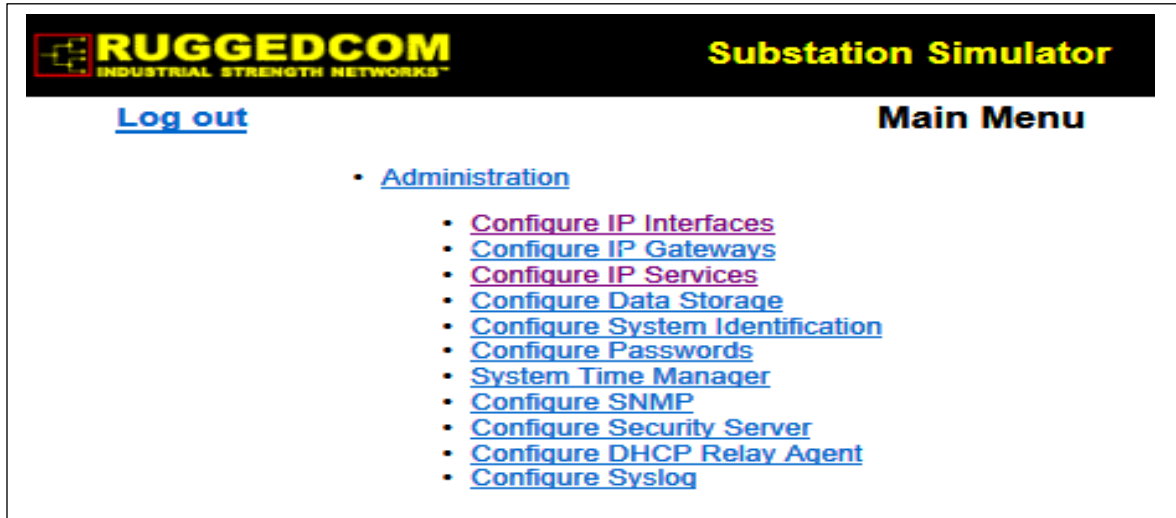 RUGGEDCOM
INDUSTRIAL STRENGTH NETWORKS™
Substation Simulator
Log out
Main Menu
• Administration
• Configure IP Interfaces
• Configure IP Gateways
• Configure IP Services
• Configure Data Storage
• Configure System Identification
• Configure Passwords
• System Time Manager
• Configure SNMP
• Configure Security Server
• Configure DHCP Relay Agent
• Configure Syslog